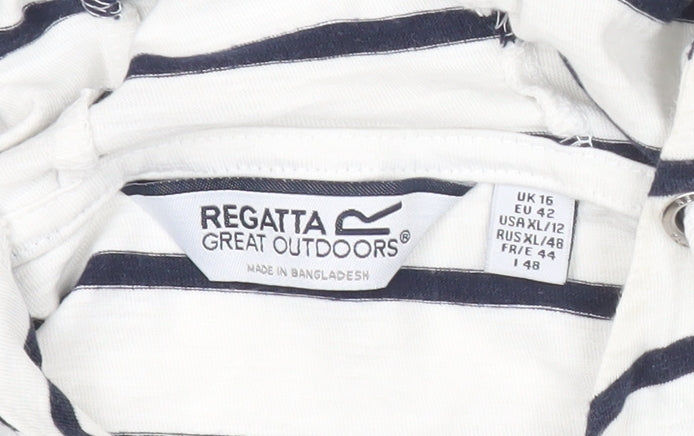 REGATTA
GREAT OUTDOORS®
MADE IN BANGLADESH
UK 16
EU 42
USA XL/12
RUS XL/48
FR/E 44
I 48